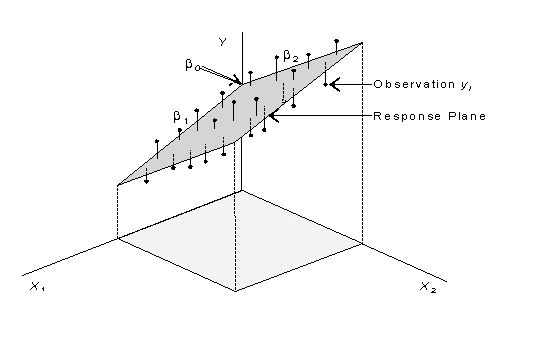 Y
β₀
β₂
Observation yᵢ
β₁
Response Plane
X₁
X₂